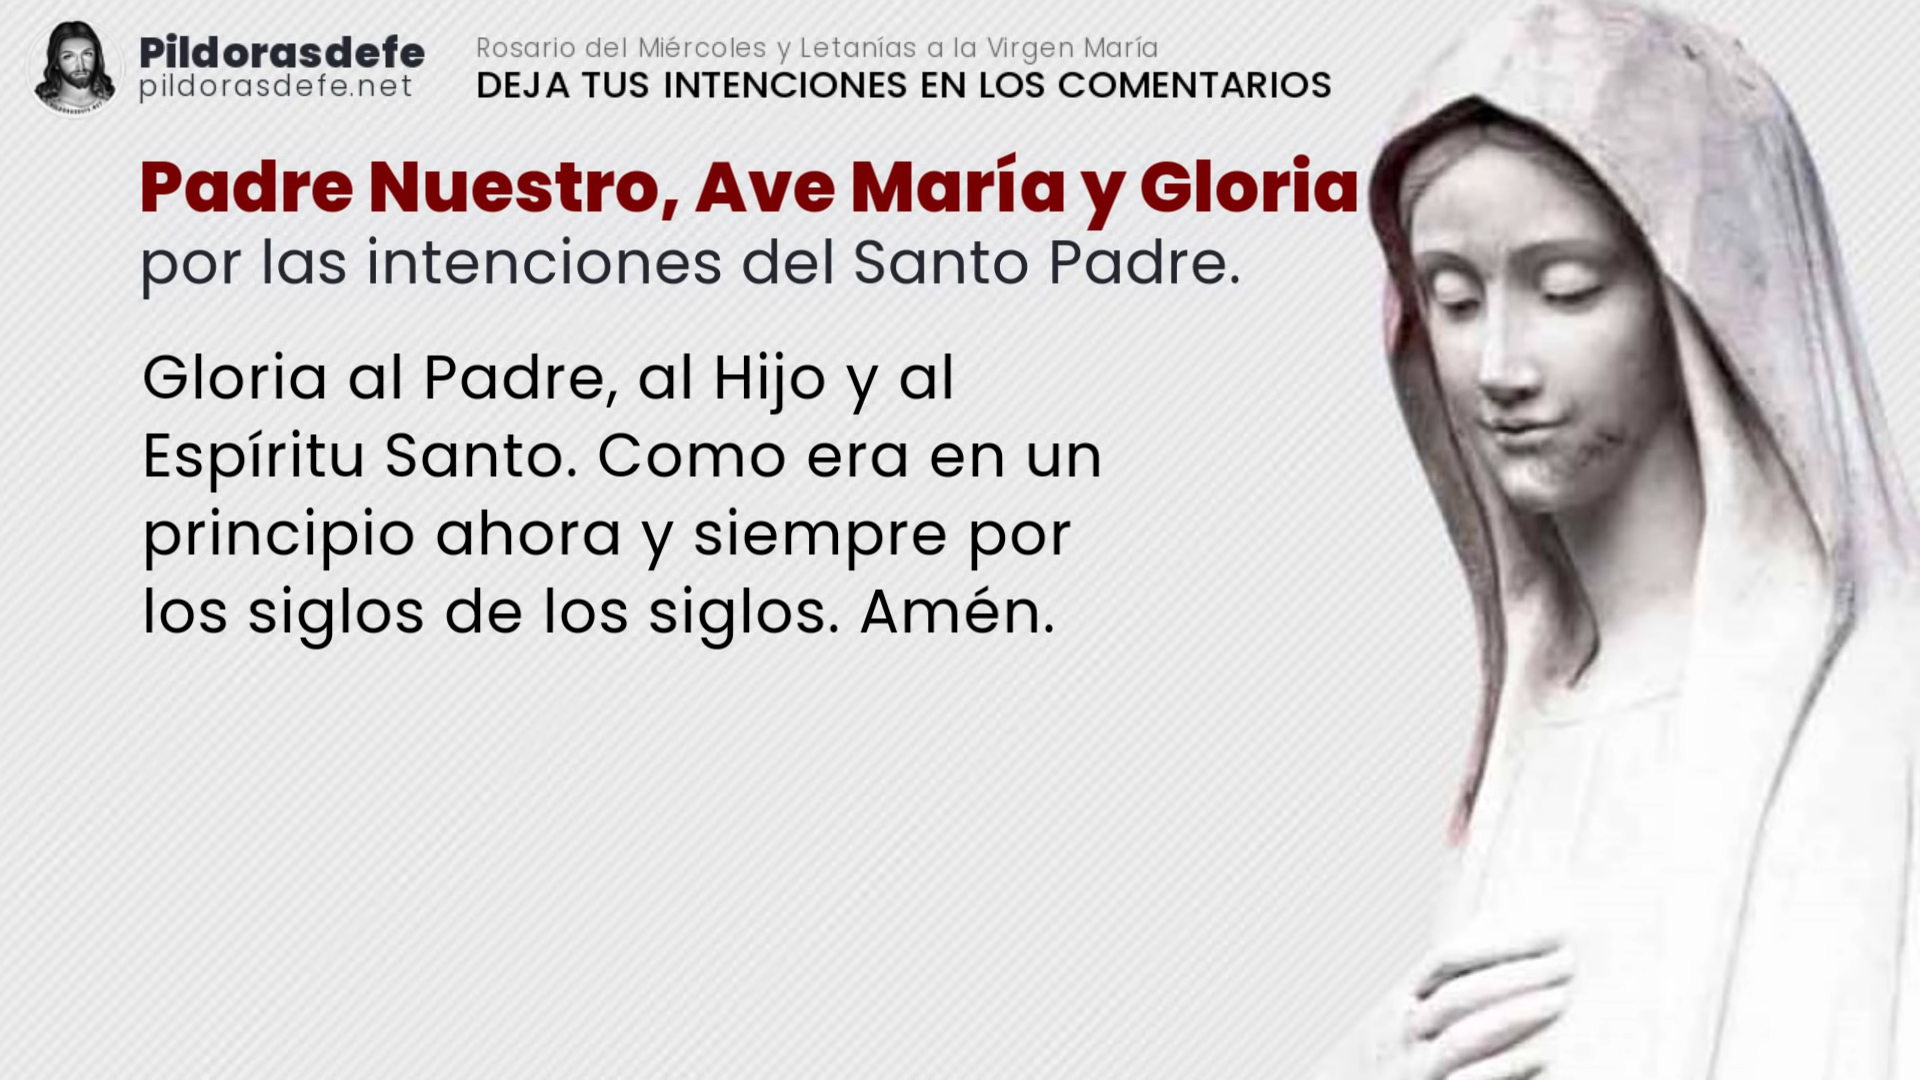 Pildorasdefe
pildorasdefe.net
Rosario del Miércoles y Letanías a la Virgen María
DEJA TUS INTENCIONES EN LOS COMENTARIOS
Padre Nuestro, Ave María y Gloria
por las intenciones del Santo Padre.
Gloria al Padre, al Hijo y al
Espíritu Santo. Como era en un
principio ahora y siempre por
los siglos de los siglos. Amén.